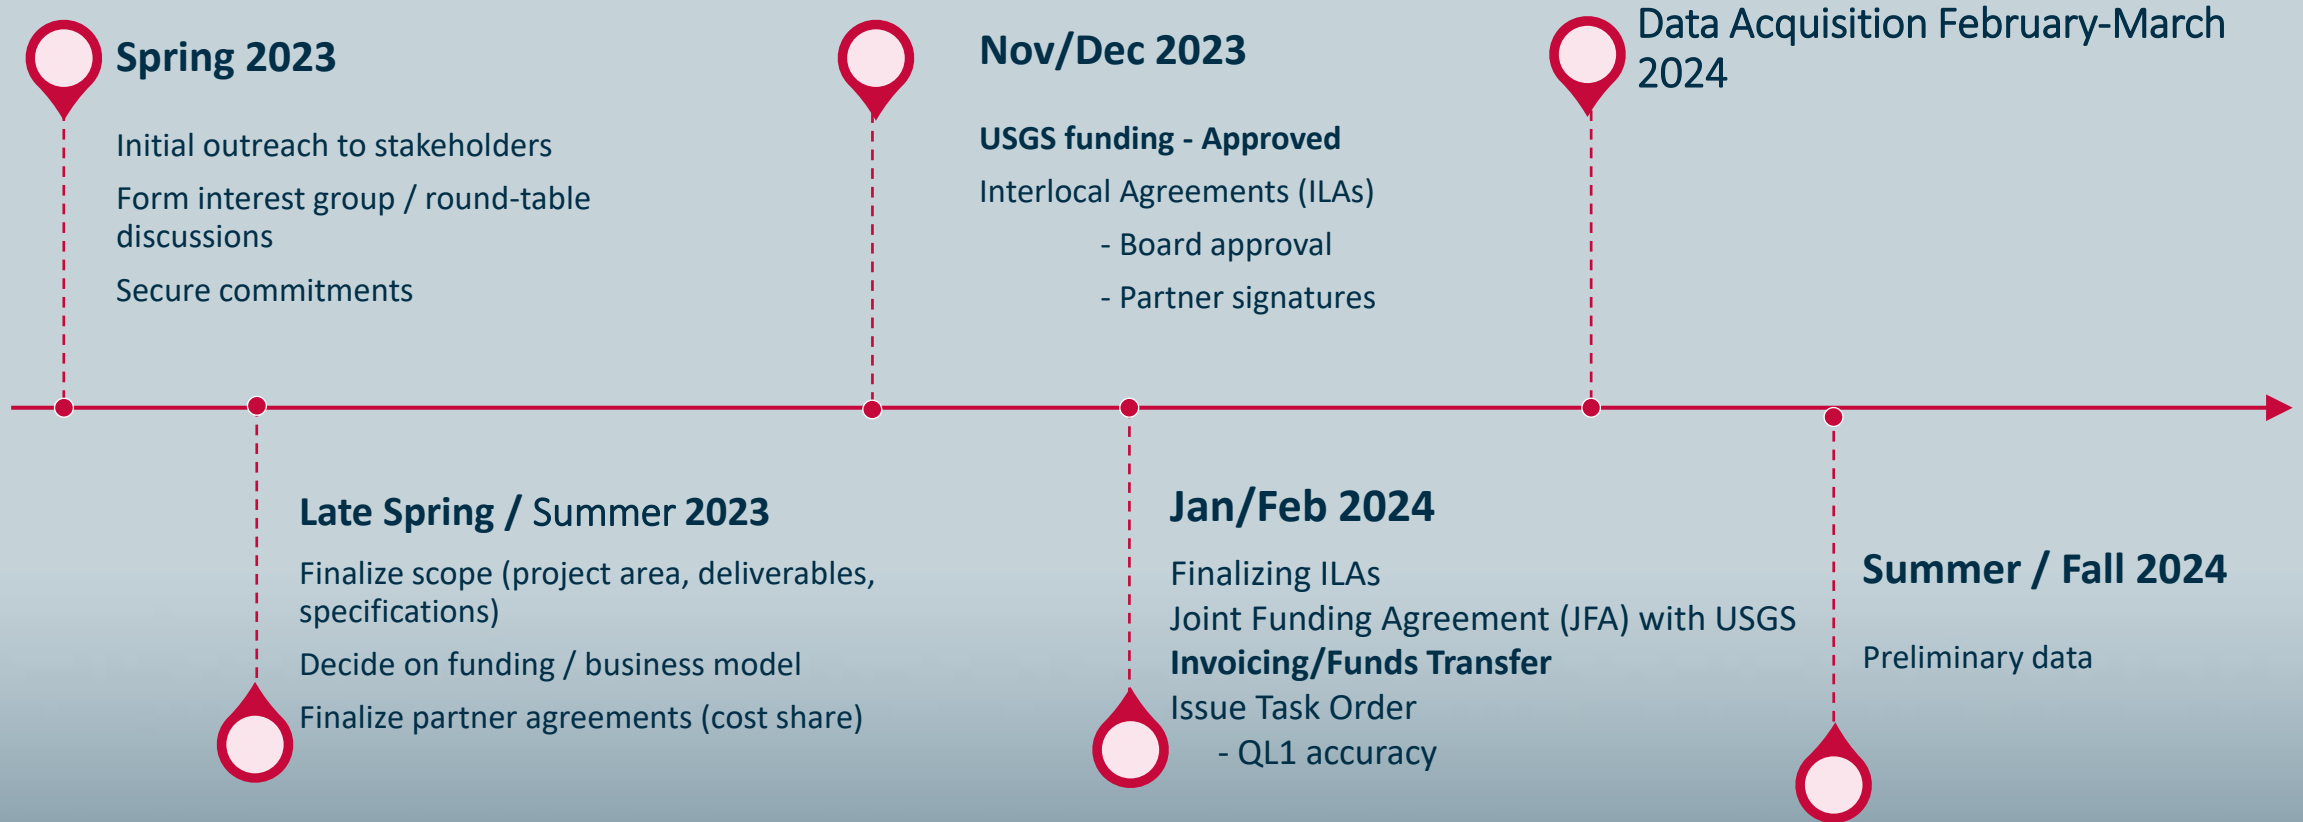 Spring 2023
Initial outreach to stakeholders
Form interest group / round-table
discussions
Secure commitments
Late Spring / Summer 2023
Finalize scope (project area, deliverables,
specifications)
Decide on funding / business model
Finalize partner agreements (cost share)
Nov/Dec 2023
USGS funding - Approved
Interlocal Agreements (ILAs)
- Board approval
- Partner signatures
Jan/Feb 2024
Finalizing ILAs
Joint Funding Agreement (JFA) with USGS
Invoicing/Funds Transfer
Issue Task Order
- QL1 accuracy
Data Acquisition February-March
2024
Summer / Fall 2024
Preliminary data